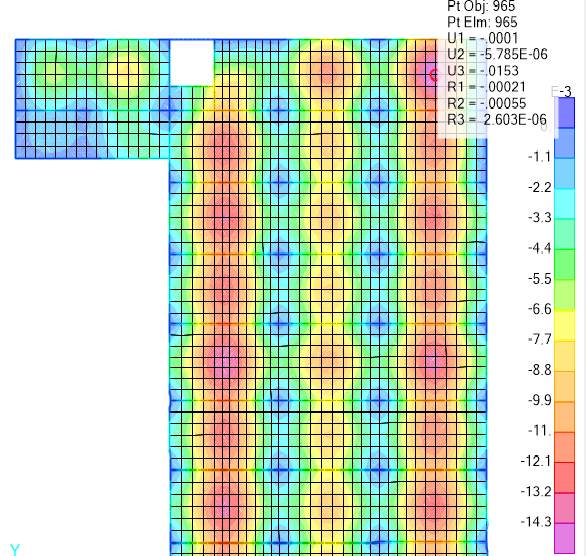 Pt Obj: 965
Pt Elm: 965
U1 = -.0001
U2 = -5.785E-06
U3 = -.0153
R1 = -.00021
R2 = -.00055
R3 = 2.603E-06
E-3
0
-1.1
-2.2
-3.3
-4.4
-5.5
-6.6
-7.7
-8.8
-9.9
-11.
-12.1
-13.2
-14.3
Y